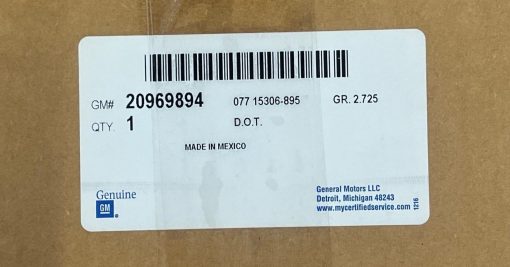 GM# 20969894 077 15306-895 GR. 2.725
QTY. 1 D.O.T.
MADE IN MEXICO
Genuine
GM
General Motors LLC
Detroit, Michigan 48243
www.mycertifiedservice.com
1216